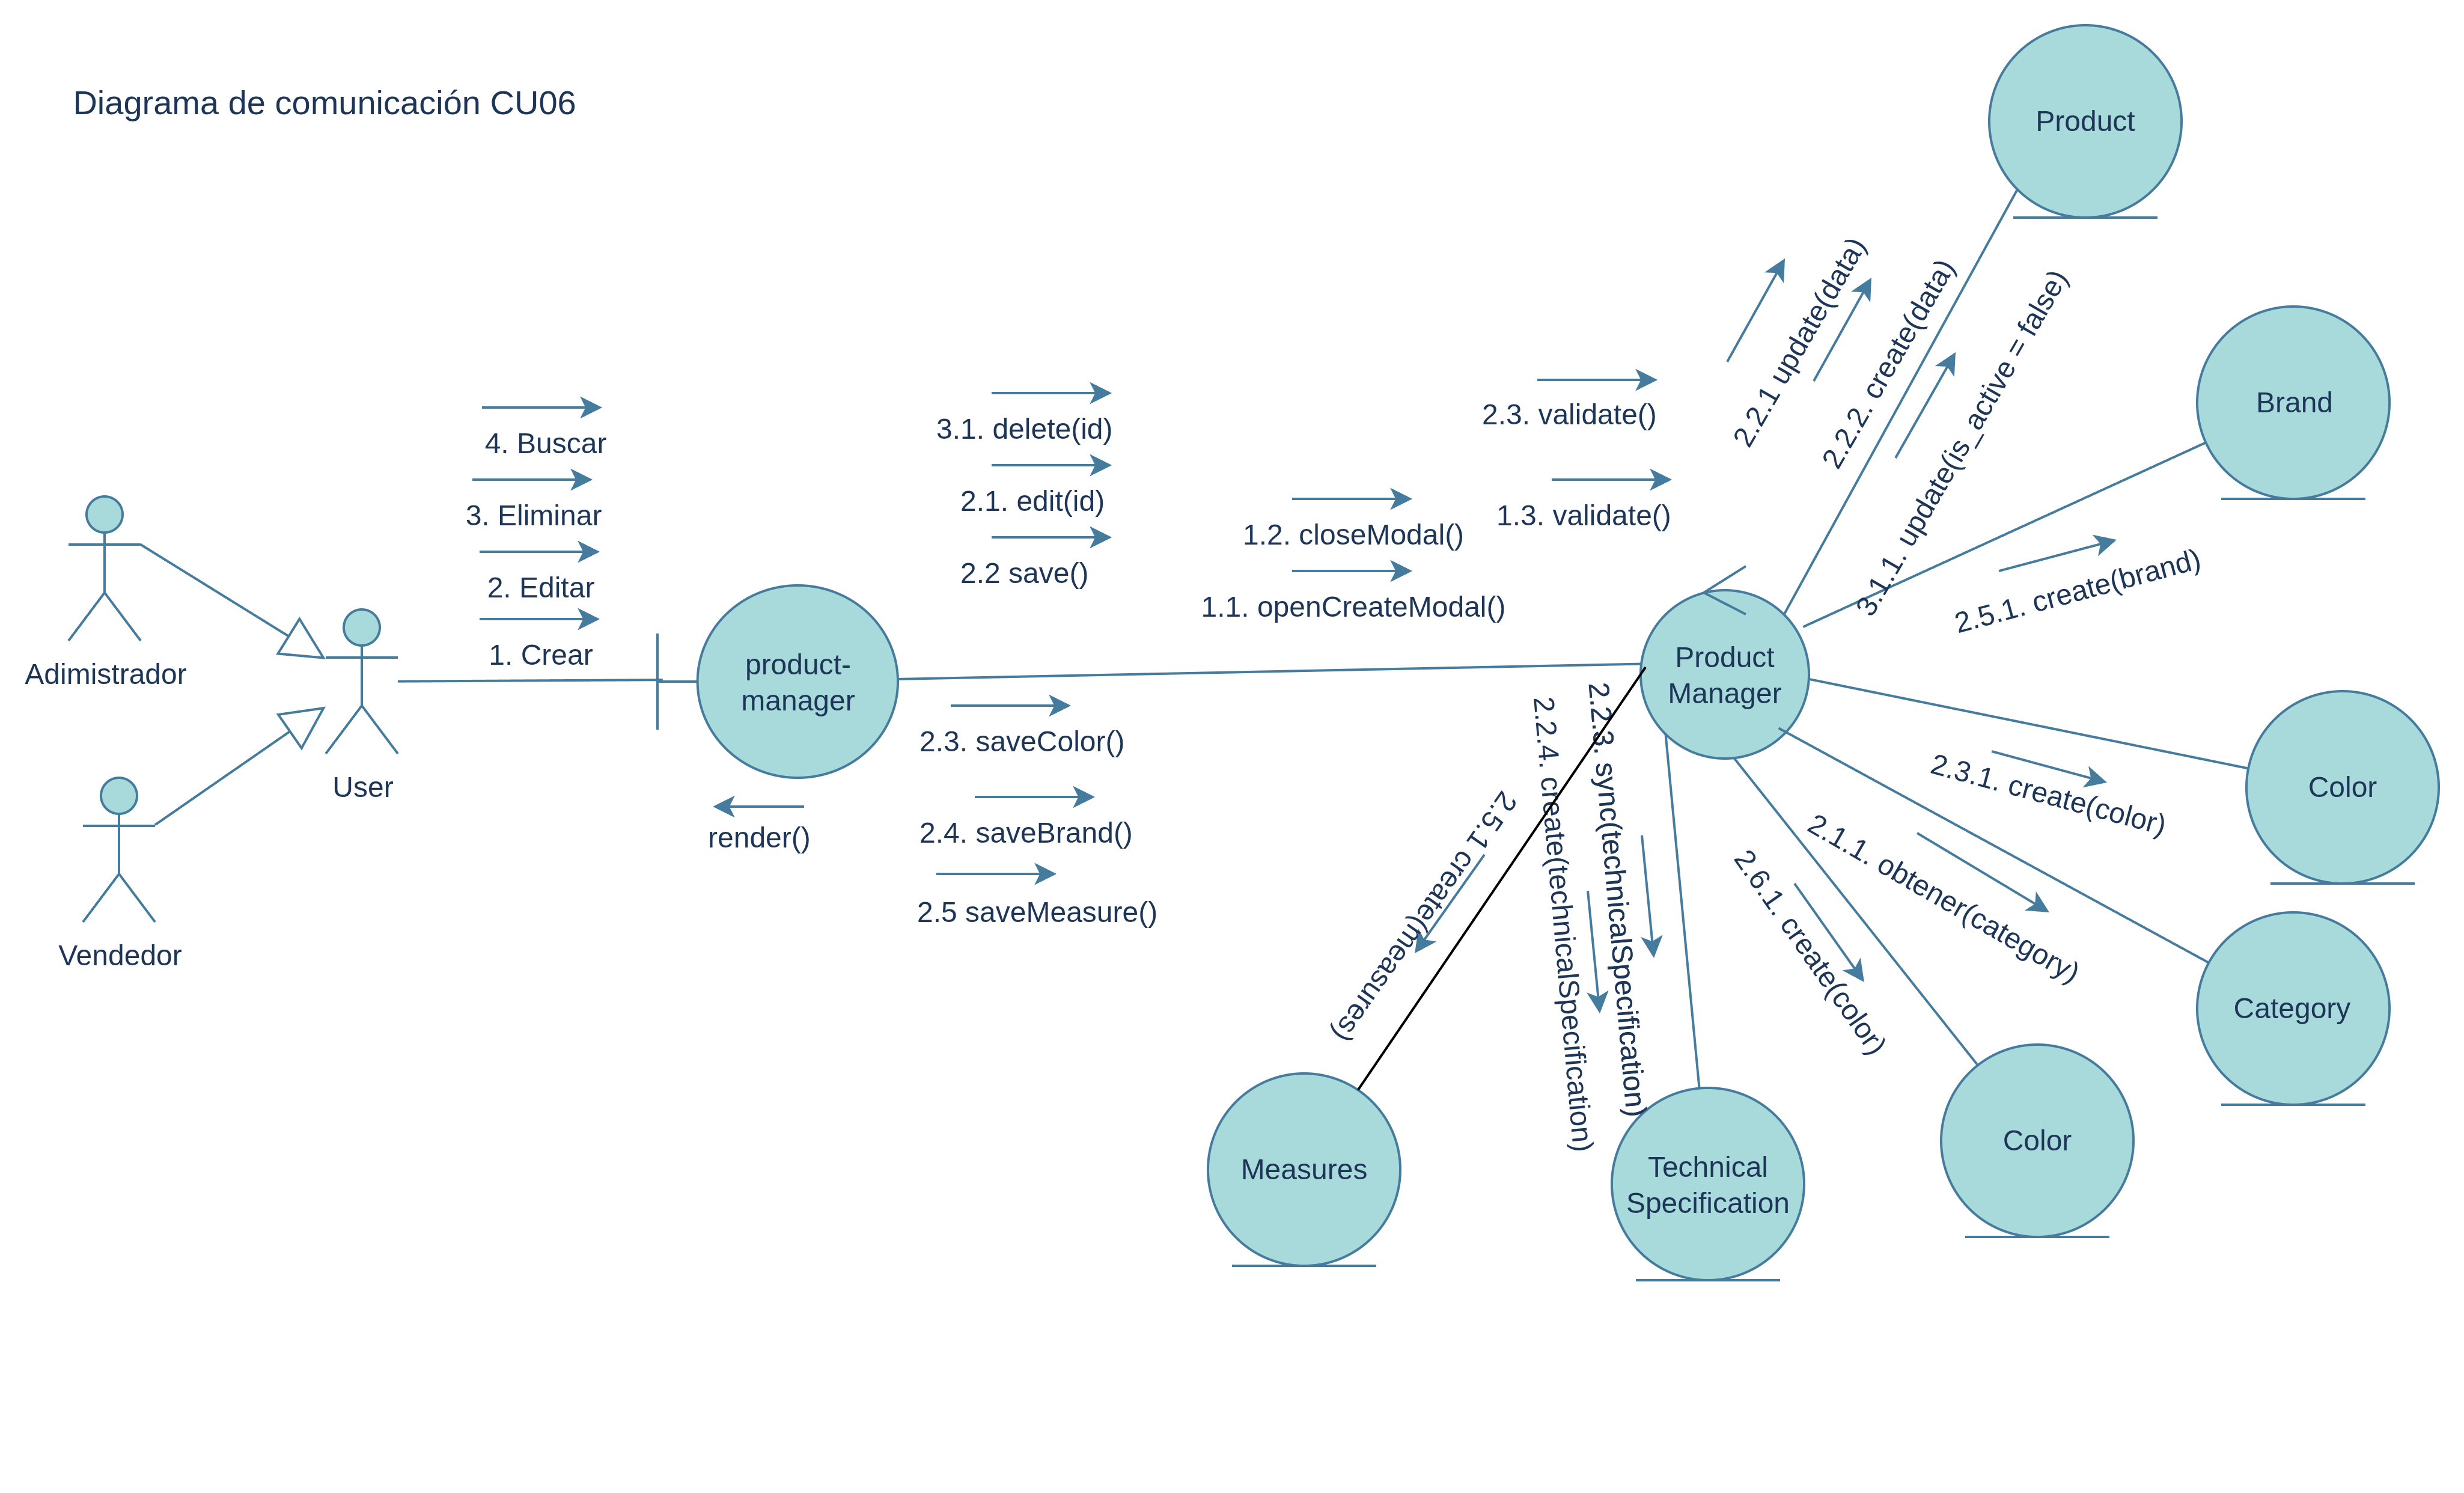 Diagrama de comunicación CU06
Product
Brand
2.2.1 update(data)
2.2.2. create(data)
3.1.1. update(is_active = false)
2.3. validate()
1.3. validate()
4. Buscar
3. Eliminar
2. Editar
1. Crear
3.1. delete(id)
2.1. edit(id)
2.2 save()
1.2. closeModal()
1.1. openCreateModal()
2.5.1. create(brand)
Adimistrador
User
Vendedor
product-
manager
Product
Manager
2.3. saveColor()
2.4. saveBrand()
2.5 saveMeasure()
render()
2.5.1 create(measures)
2.2.4. create(technicalSpecification)
2.2.3. sync(technicalSpecification)
2.6.1. create(color)
2.1.1. obtener(category)
2.3.1. create(color)
Color
Category
Color
Technical
Specification
Measures